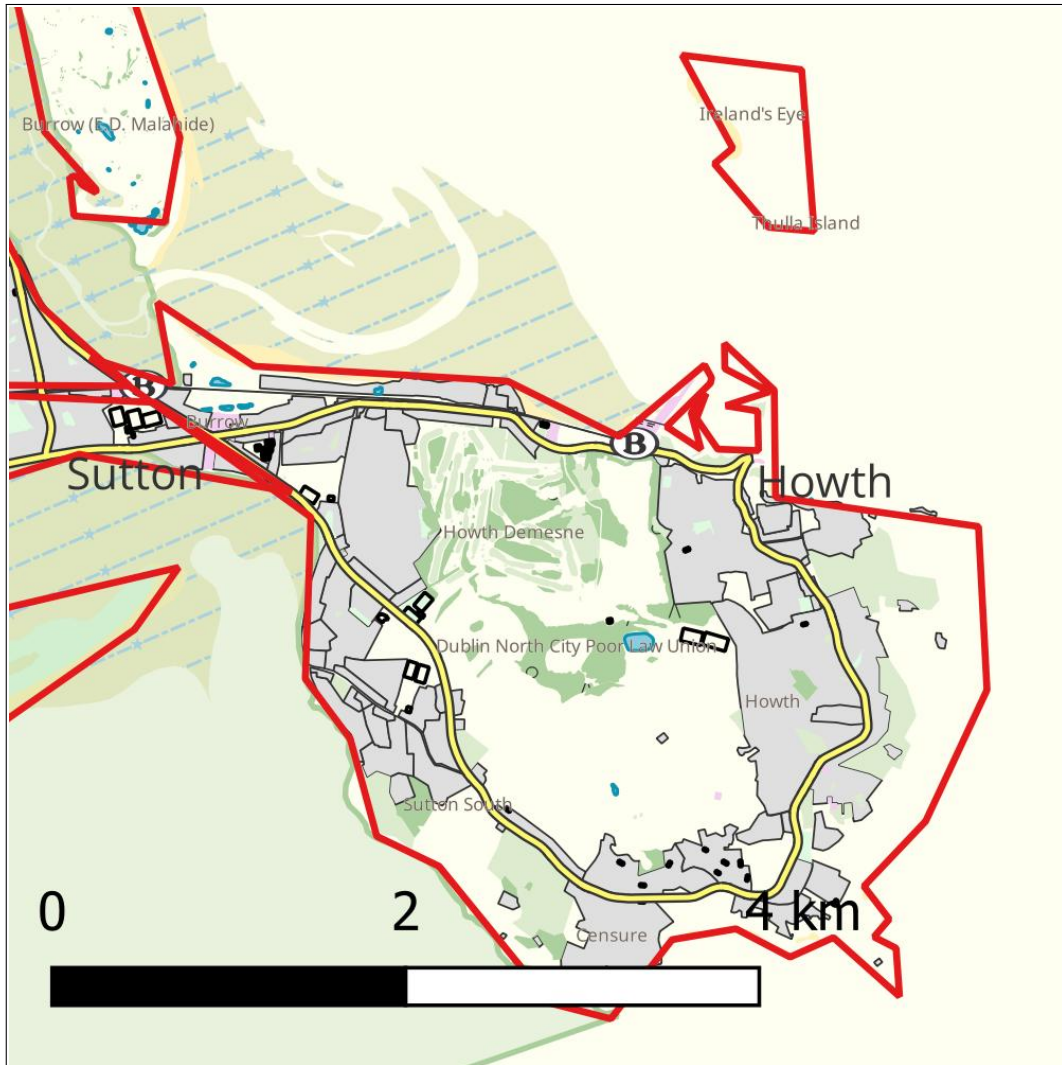 Burrow (E.D. Malahide)
Ireland's Eye
Thulla Island
B
Burrow
B
Sutton
Howth
Howth Demesne
Dublin North City Poor Law Union
Howth
Sutton South
0 2 4 km
Censure